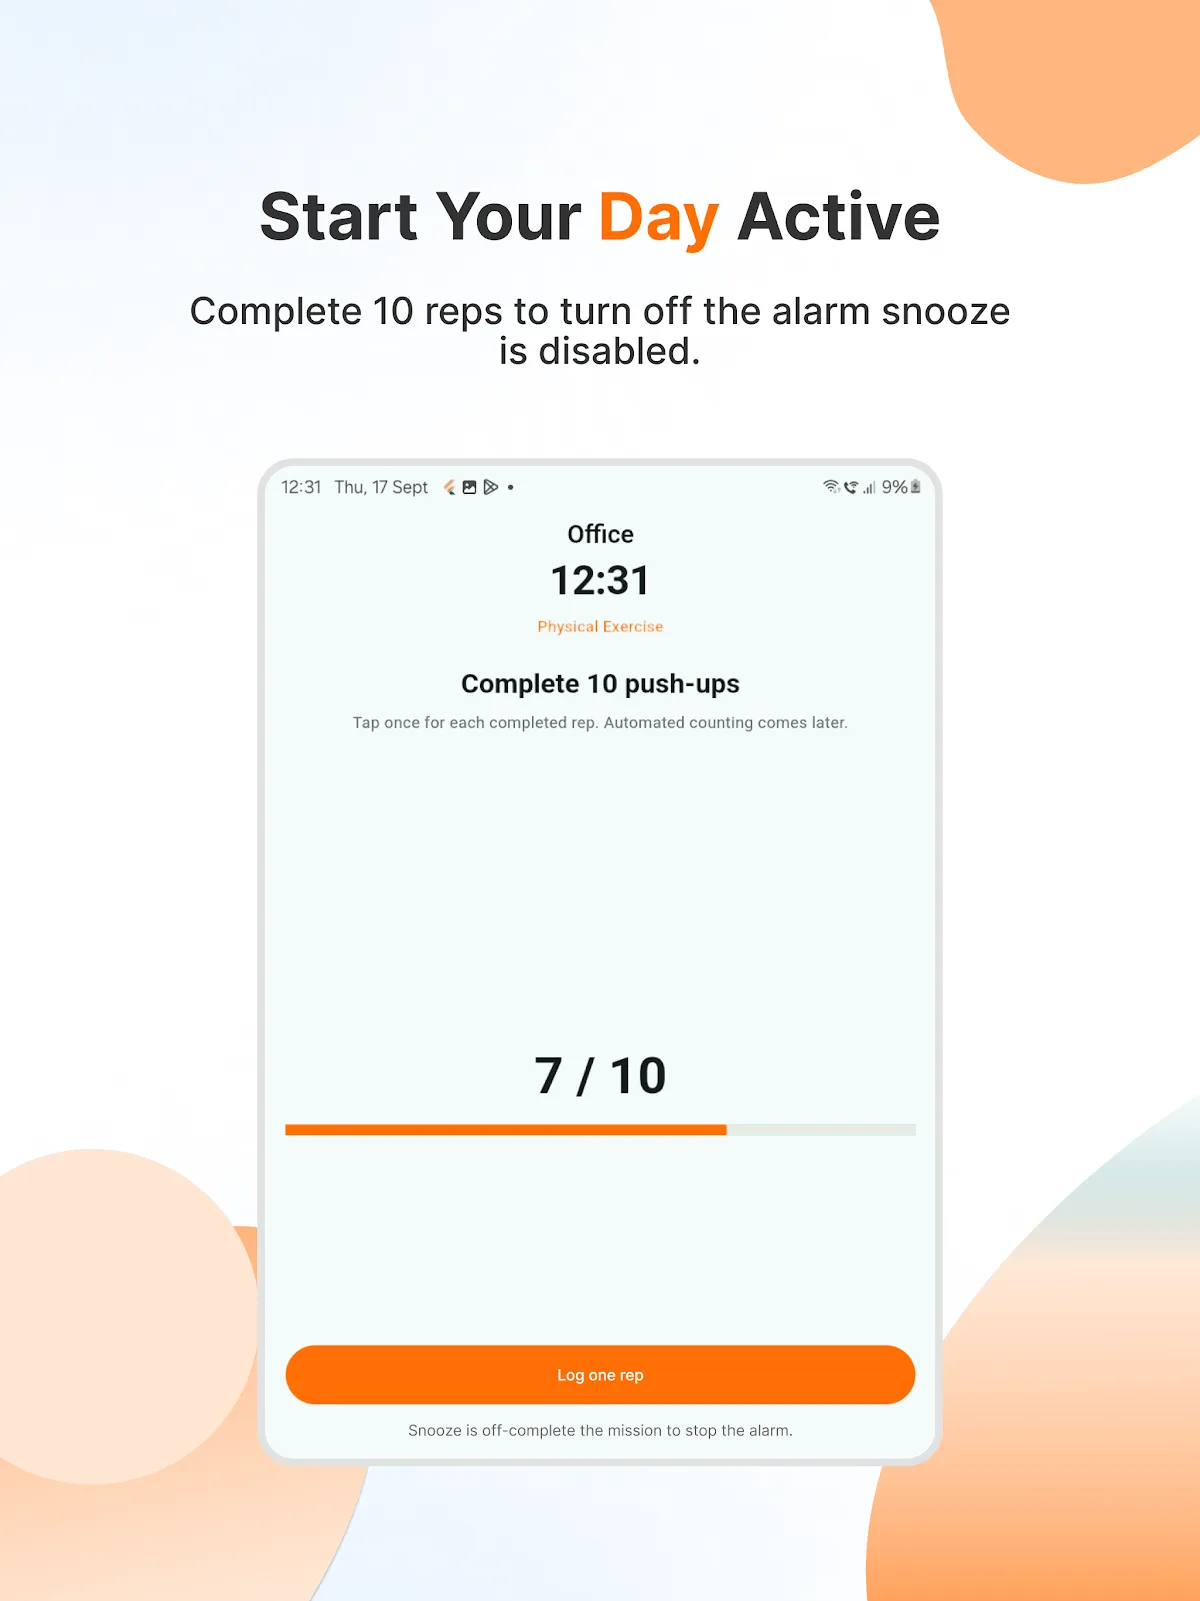 Start Your Day Active
Complete 10 reps to turn off the alarm snooze
is disabled.
12:31 Thu, 17 Sept 9%
Office
12:31
Physical Exercise
Complete 10 push-ups
Tap once for each completed rep. Automated counting comes later.
7 / 10
Log one rep
Snooze is off-complete the mission to stop the alarm.